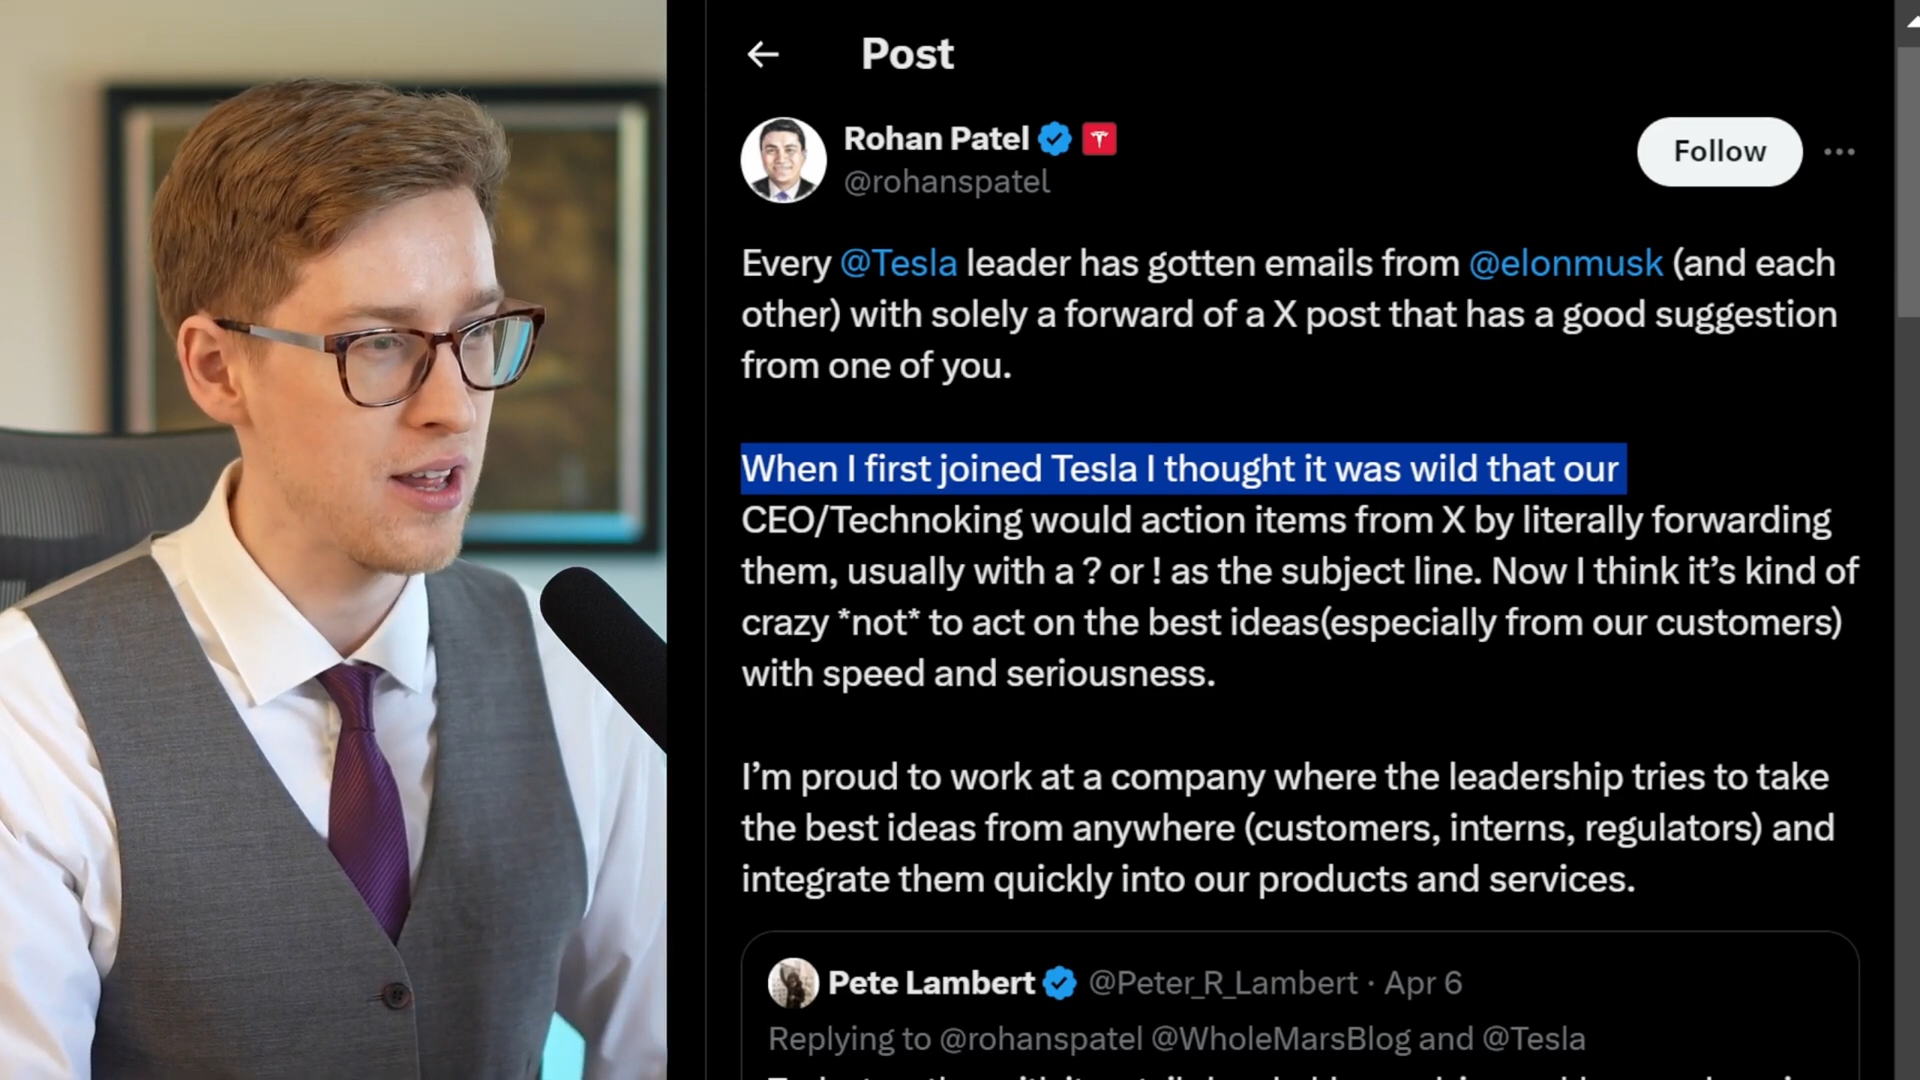 Post
Rohan Patel
@rohanspatel
Follow
Every @Tesla leader has gotten emails from @elonmusk (and each
other) with solely a forward of a X post that has a good suggestion
from one of you.
When I first joined Tesla I thought it was wild that our
CEO/Technoking would action items from X by literally forwarding
them, usually with a ? or ! as the subject line. Now I think it’s kind of
crazy *not* to act on the best ideas(especially from our customers)
with speed and seriousness.
I’m proud to work at a company where the leadership tries to take
the best ideas from anywhere (customers, interns, regulators) and
integrate them quickly into our products and services.
Pete Lambert @Peter_R_Lambert · Apr 6
Replying to @rohanspatel @WholeMarsBlog and @Tesla